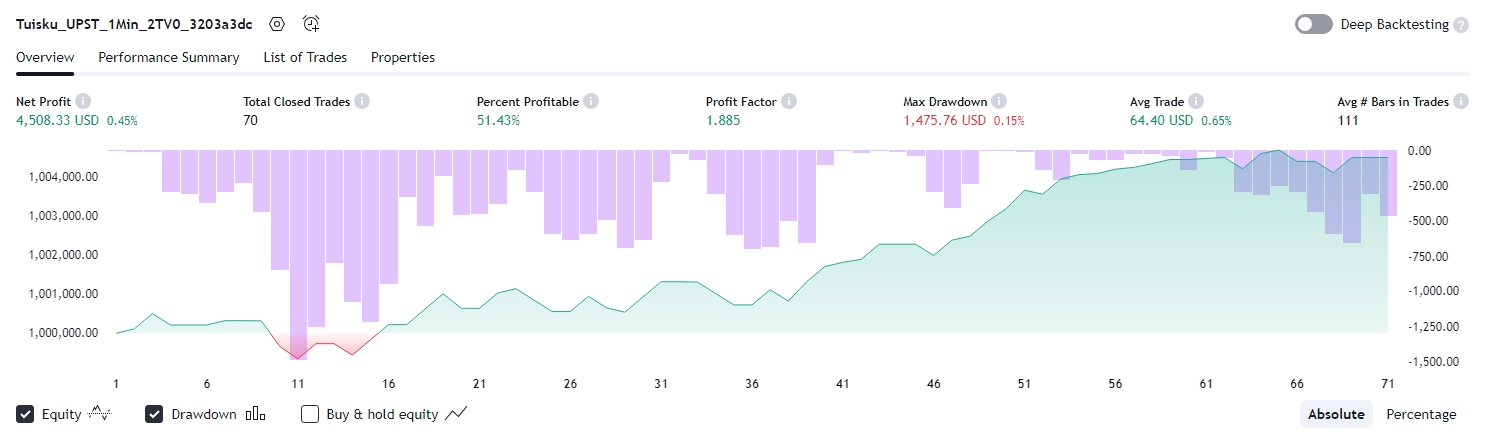 Tuisku_UPST_1Min_2TV0_3203a3dc Deep Backtesting ?
Overview Performance Summary List of Trades Properties
Net Profit i Total Closed Trades i Percent Profitable i Profit Factor i Max Drawdown i Avg Trade i Avg # Bars in Trades i
4,508.33 USD 0.45% 70 51.43% 1.885 1,475.76 USD 0.15% 64.40 USD 0.65% 111
0.00
1,004,000.00
-250.00
1,003,000.00 -500.00
1,002,000.00 -750.00
1,001,000.00 -1,000.00
1,000,000.00 -1,250.00
-1,500.00
1 6 11 16 21 26 31 36 41 46 51 56 61 66 71
Equity Drawdown Buy & hold equity Absolute Percentage